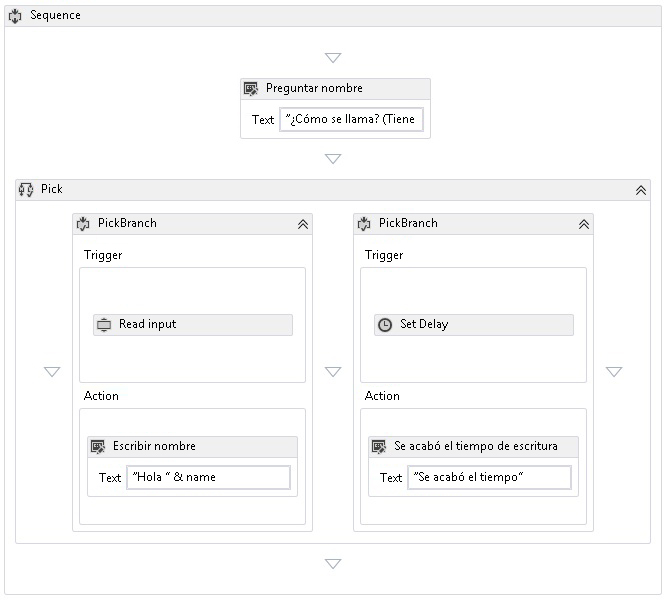 Sequence
Preguntar nombre
Text "¿Cómo se llama? (Tiene
Pick
PickBranch
Trigger
Read input
Action
Escribir nombre
Text "Hola " & name
PickBranch
Trigger
Set Delay
Action
Se acabó el tiempo de escritura
Text "Se acabó el tiempo"